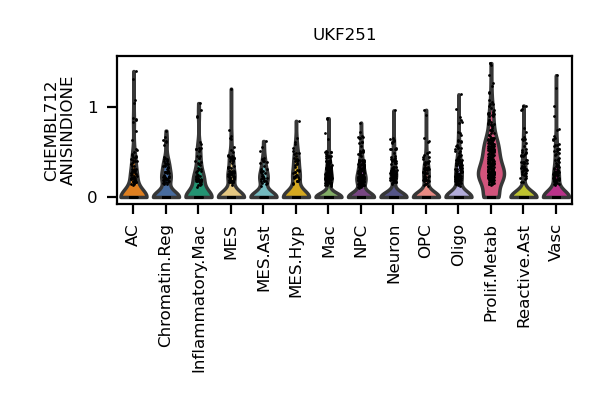 UKF251
CHEMBL712
ANISINDIONE
1
0
AC
Chromatin.Reg
Inflammatory.Mac
MES
MES.Ast
MES.Hyp
Mac
NPC
Neuron
OPC
Oligo
Prolif.Metab
Reactive.Ast
Vasc